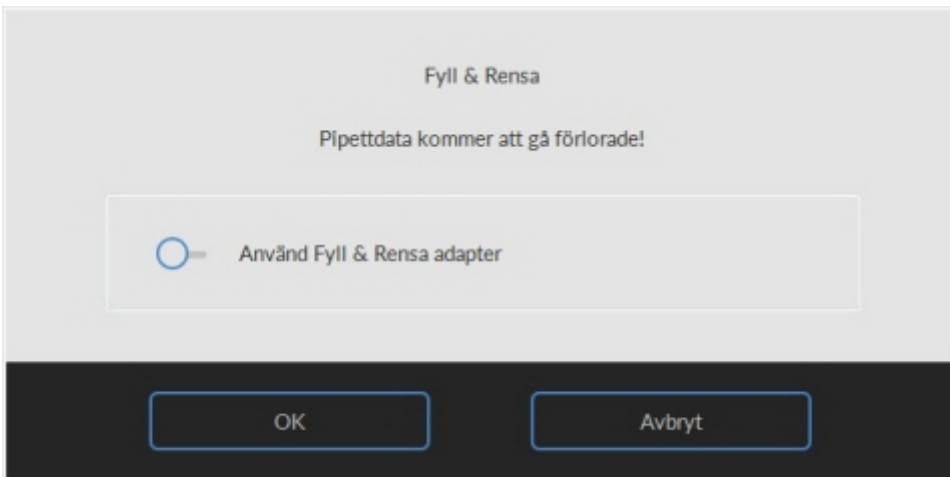 Fyll & Rensa
Pipettdata kommer att gå förlorade!
Använd Fyll & Rensa adapter
OK
Avbryt